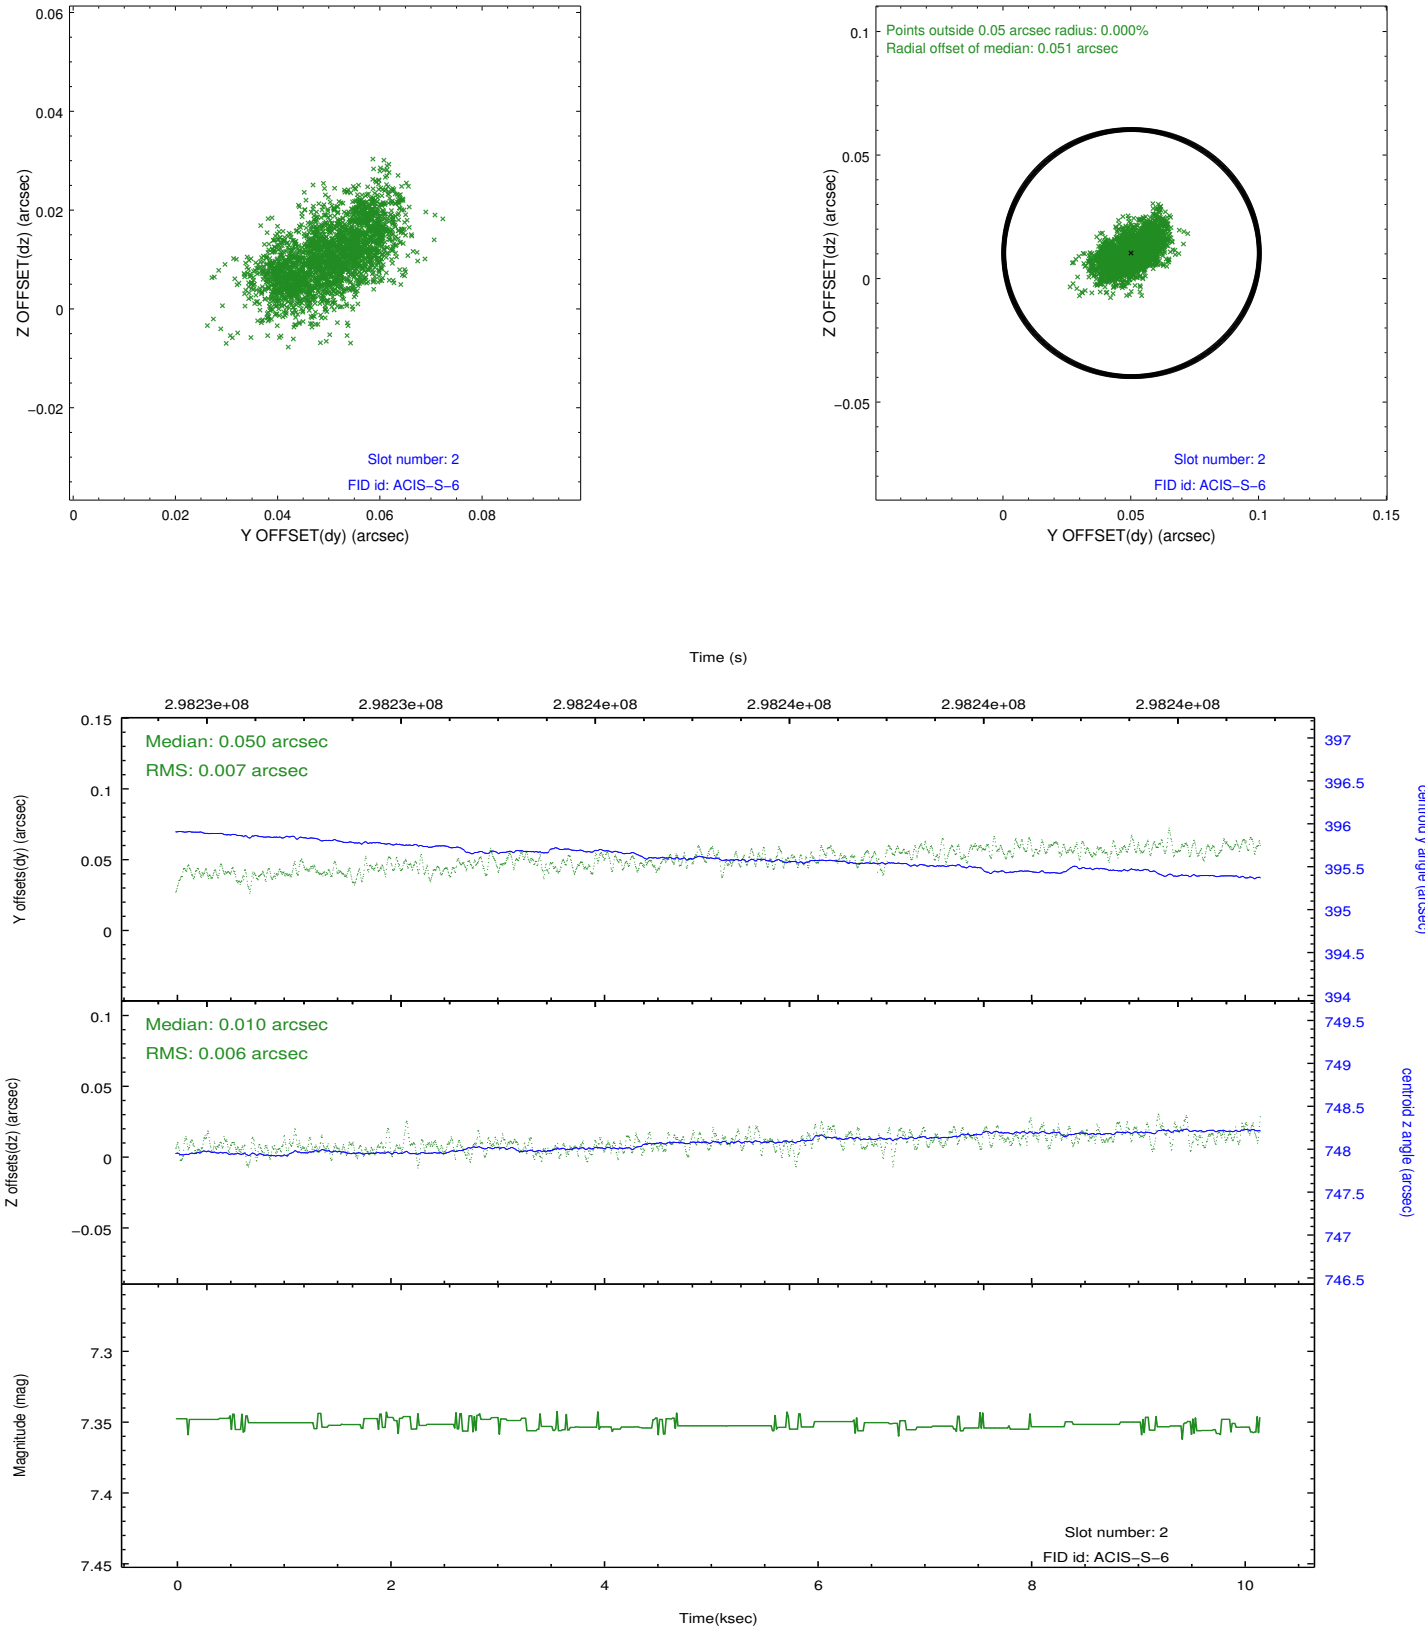 0.06
0.04
0.02
0
−0.02
Z OFFSET(dz) (arcsec)
Slot number: 2
FID id: ACIS−S−6
0 0.02 0.04 0.06 0.08
Y OFFSET(dy) (arcsec)
Points outside 0.05 arcsec radius: 0.000%
Radial offset of median: 0.051 arcsec
0.1
0.05
0
−0.05
Z OFFSET(dz) (arcsec)
Slot number: 2
FID id: ACIS−S−6
0 0.05 0.1 0.15
Y OFFSET(dy) (arcsec)
Time (s)
2.9823e+08 2.9823e+08 2.9824e+08 2.9824e+08 2.9824e+08 2.9824e+08
Median: 0.050 arcsec
RMS: 0.007 arcsec
0.15
0.1
0.05
0
Y offsets(dy) (arcsec)
397
396.5
396
395.5
395
394.5
394
centroid y angle (arcsec)
Median: 0.010 arcsec
RMS: 0.006 arcsec
0.1
0.05
0
−0.05
Z offsets(dz) (arcsec)
749.5
749
748.5
748
747.5
747
746.5
centroid z angle (arcsec)
7.3
7.35
7.4
7.45
Magnitude (mag)
Slot number: 2
FID id: ACIS−S−6
0 2 4 6 8 10
Time(ksec)